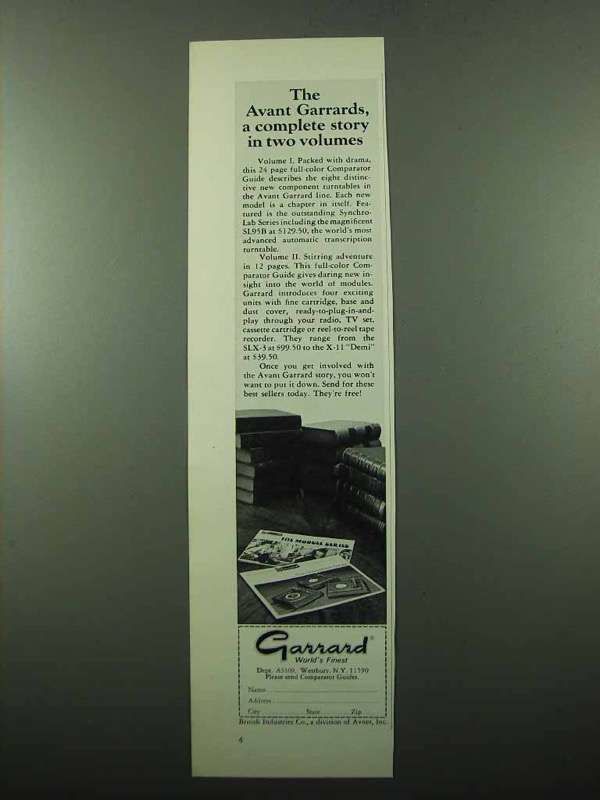 The
Avant Garrards,
a complete story
in two volumes
Volume I. Packed with drama,
this 24 page full-color Comparator
Guide describes the eight distinc-
tive new component turntables in
the Avant Garrard line. Each new
model is a chapter in itself. Fea-
tured is the outstanding Synchro-
Lab Series including the magnificent
SL95B at $129.50, the world's most
advanced automatic transcription
turntable.
Volume II. Stirring adventure
in 12 pages. This full-color Com-
parator Guide gives daring new in-
sight into the world of modules.
Garrard introduces four exciting
units with fine cartridge, base and
dust cover, ready-to-plug-in-and-
play through your radio, TV set,
cassette cartridge or reel-to-reel tape
recorder. They range from the
SLX-3 at $99.50 to the X-11 "Demi"
at $39.50.
Once you get involved with
the Avant Garrard story, you won't
want to put it down. Send for these
best sellers today. They're free!
THE MODULE SERIES
Garrard®
World's Finest
Dept. Westbury, N.Y. 11590
Please send Comparator Guides.
Name
Address
City State Zip
British Industries Co., a division of Avnet, Inc.
4